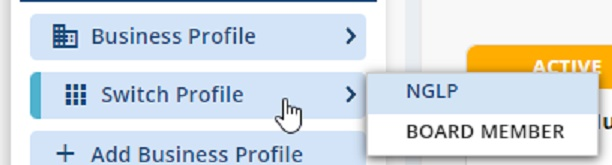 Business Profile
Switch Profile
Add Business Profile
NGLP
BOARD MEMBER
ACTIVE